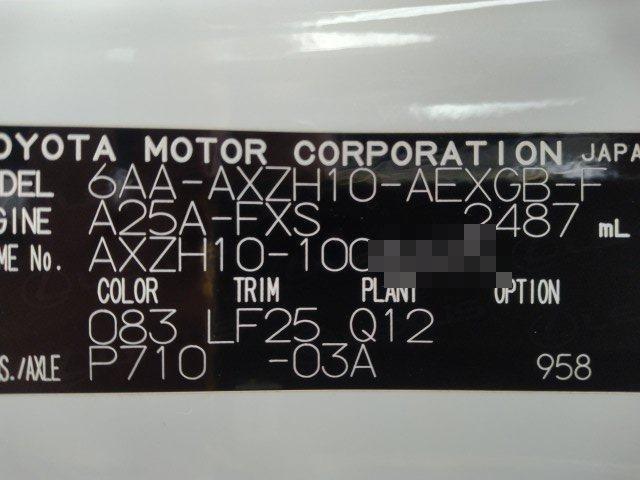 OYOTA MOTOR CORPORATION JAPA
DEL 6AA-AXZH10-AEXGB-F
GINE A25A-FXS 2487 mL
ME No. AXZH10-100
COLOR TRIM PLANT OPTION
083 LF25 Q12
S./AXLE P710 -03A 958